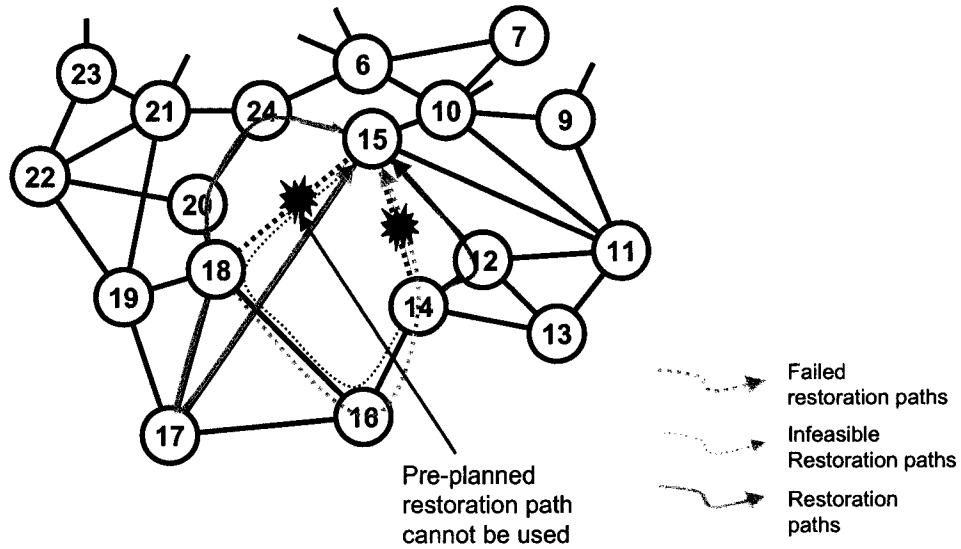 7
6
23
21
24
10
9
15
22
20
18
12
11
19
14
13
16
17
Failed
restoration paths
Infeasible
Restoration paths
Restoration
paths
Pre-planned
restoration path
cannot be used